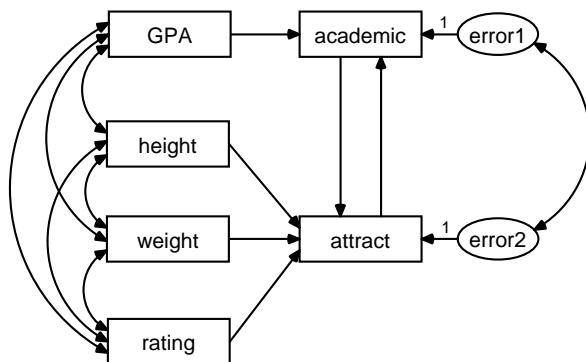 GPA
academic
1
error1
height
weight
attract
1
error2
rating